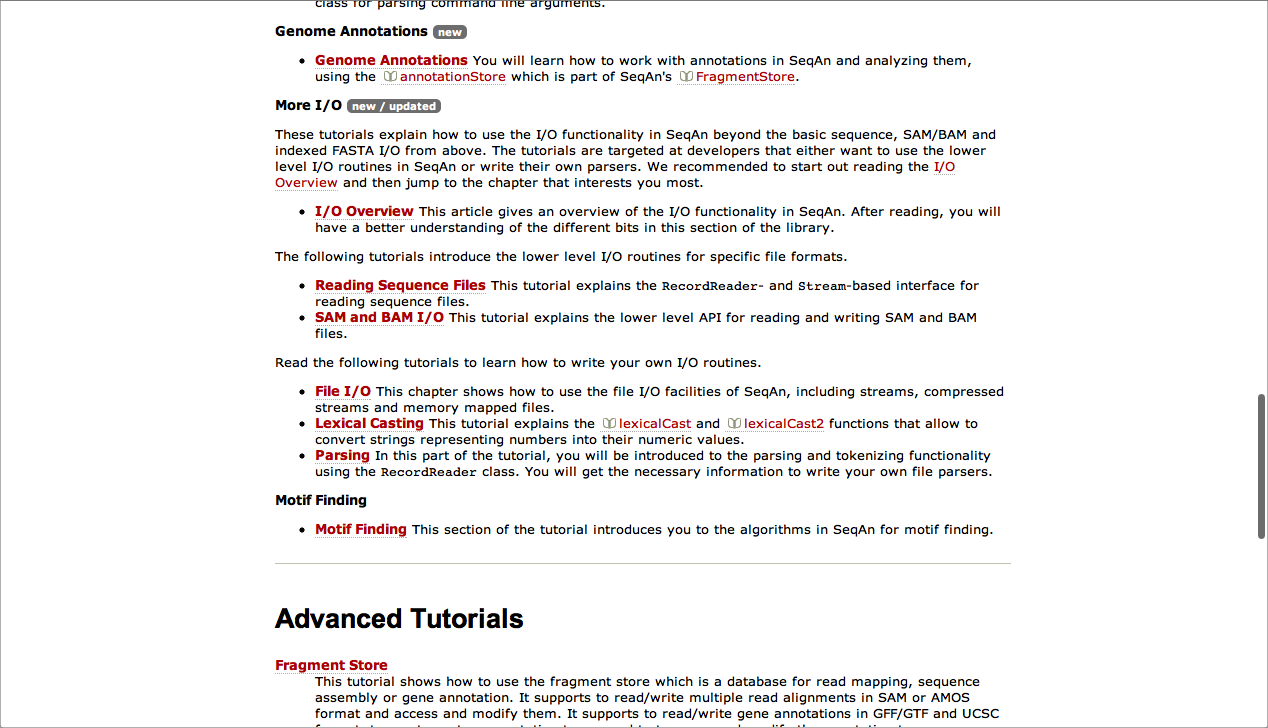 class for parsing command line arguments.
Genome Annotations new
• Genome Annotations You will learn how to work with annotations in SeqAn and analyzing them,
using the annotationStore which is part of SeqAn's FragmentStore.
More I/O new / updated
These tutorials explain how to use the I/O functionality in SeqAn beyond the basic sequence, SAM/BAM and
indexed FASTA I/O from above. The tutorials are targeted at developers that either want to use the lower
level I/O routines in SeqAn or write their own parsers. We recommended to start out reading the I/O
Overview and then jump to the chapter that interests you most.
• I/O Overview This article gives an overview of the I/O functionality in SeqAn. After reading, you will
have a better understanding of the different bits in this section of the library.
The following tutorials introduce the lower level I/O routines for specific file formats.
• Reading Sequence Files This tutorial explains the RecordReader- and Stream-based interface for
reading sequence files.
• SAM and BAM I/O This tutorial explains the lower level API for reading and writing SAM and BAM
files.
Read the following tutorials to learn how to write your own I/O routines.
• File I/O This chapter shows how to use the file I/O facilities of SeqAn, including streams, compressed
streams and memory mapped files.
• Lexical Casting This tutorial explains the lexicalCast and lexicalCast2 functions that allow to
convert strings representing numbers into their numeric values.
• Parsing In this part of the tutorial, you will be introduced to the parsing and tokenizing functionality
using the RecordReader class. You will get the necessary information to write your own file parsers.
Motif Finding
• Motif Finding This section of the tutorial introduces you to the algorithms in SeqAn for motif finding.
Advanced Tutorials
Fragment Store
This tutorial shows how to use the fragment store which is a database for read mapping, sequence
assembly or gene annotation. It supports to read/write multiple read alignments in SAM or AMOS
format and access and modify them. It supports to read/write gene annotations in GFF/GTF and UCSC